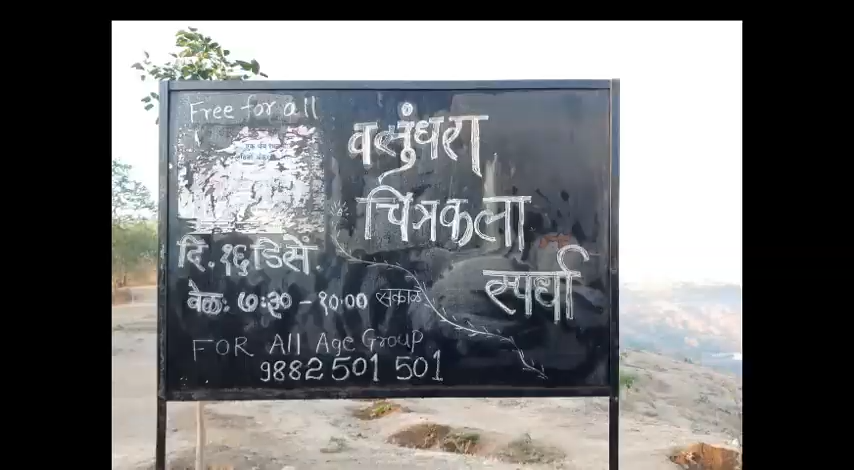 Free for all
वसुंधरा
चित्रकला
स्पर्धा
दि. १६ डिसें.
वेळ: ७:३० - १०:०० सकाळ
FOR All Age Group
9882 501 501